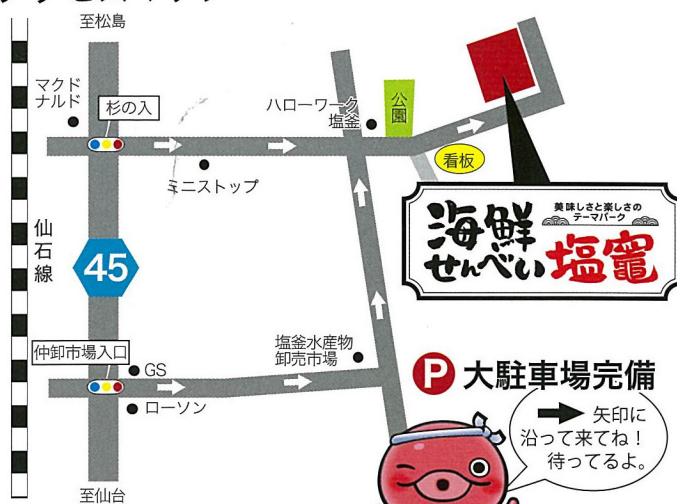 至松島
マクド
ナルド
杉の入
ハローワーク
塩釜
公園
看板
ミニストップ
美味しさと楽しさの
テーマパーク
海鮮
せんべい塩竈
仙石線
45
仲卸市場入口
GS
ローソン
塩釜水産物
卸売市場
P 大駐車場完備
矢印に
沿って来てね!
待ってるよ。
至仙台